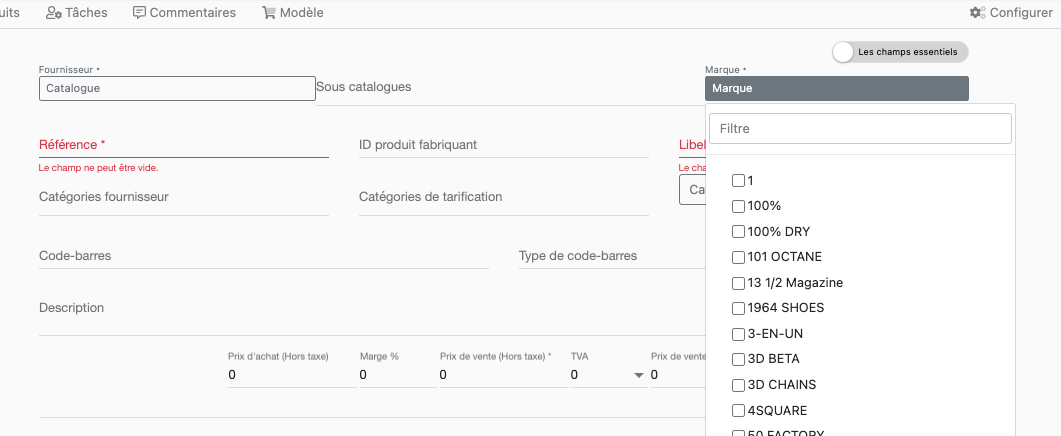 uits Tâches Commentaires Modèle Configurer
Les champs essentiels
Fournisseur * Marque *
Catalogue Sous catalogues Marque
Filtre
Référence * ID produit fabriquant Libel
Le champ ne peut être vide. Le cha
Catégories fournisseur Catégories de tarification Ca
1
100%
100% DRY
Code-barres Type de code-barres 101 OCTANE
13 1/2 Magazine
Description 1964 SHOES
3-EN-UN
Prix d'achat (Hors taxe) Marge % Prix de vente (Hors taxe) * TVA Prix de vente 3D BETA
0 0 0 0 0 3D CHAINS
4SQUARE
50 FACTORY